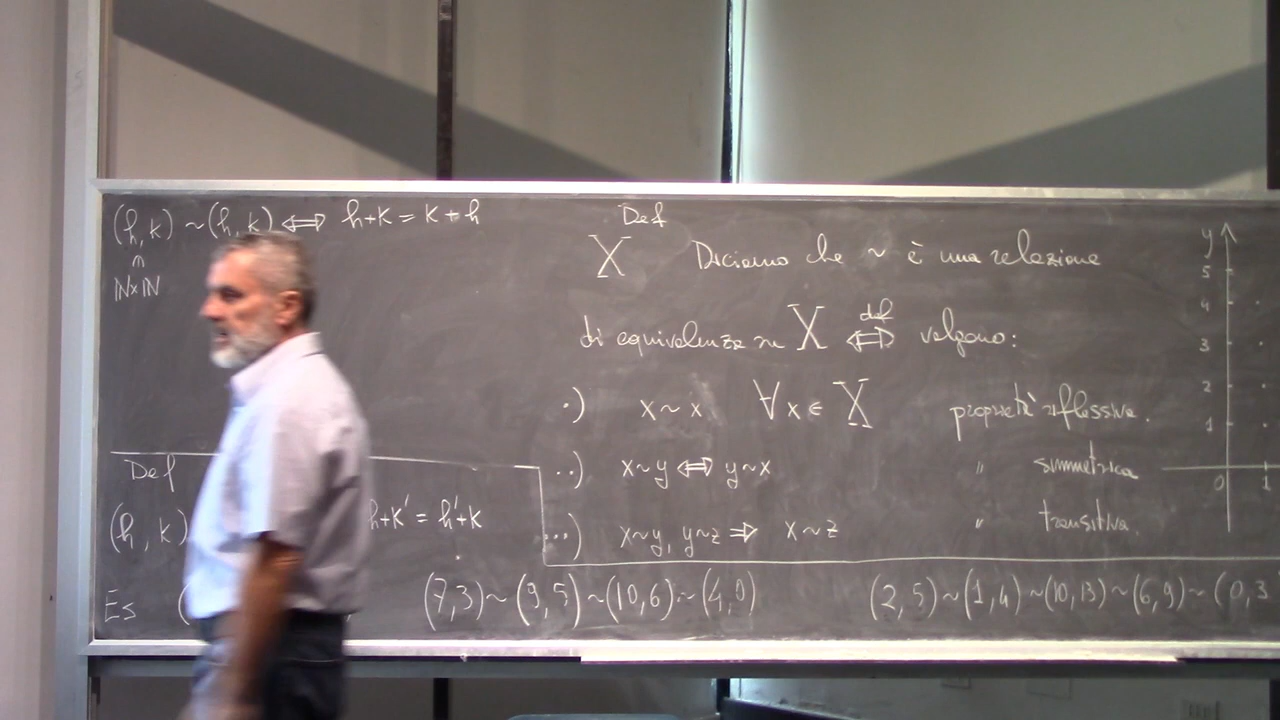 (h, k) ~ (h, k) ⟺ h+k = k+h
∩
ℕ×ℕ
Def
X Diciamo che ~ è una relazione
di equivalenza su X ⟺ def valgono:
.) x~x ∀x∈X proprietà riflessiva.
..) x~y ⟺ y~x " simmetrica
...) x~y, y~z ⇒ x~z " transitiva.
Def
(h, k) h+k' = h'+k
Es ( (7,3)~(9,5)~(10,6)~(4,0) (2,5)~(1,4)~(10,13)~(6,9)~(0,3
y
5
4
3
2
1
0 1